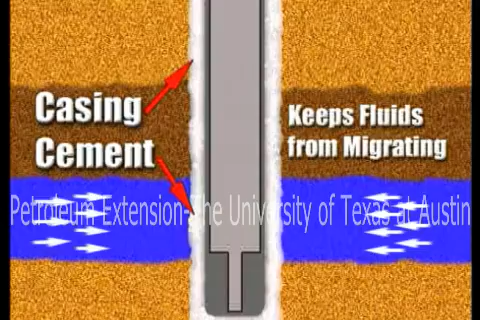 Casing
Cement
Keeps Fluids
from Migrating
Petroleum Extension-The University of Texas at Austin